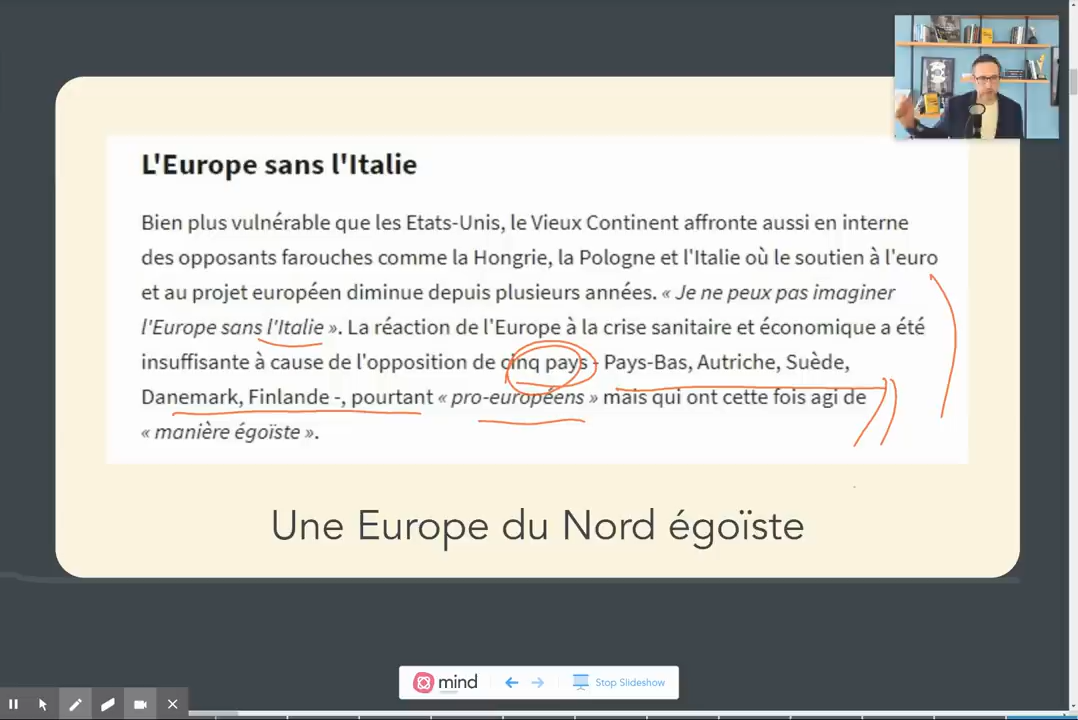 L'Europe sans l'Italie
Bien plus vulnérable que les Etats-Unis, le Vieux Continent affronte aussi en interne
des opposants farouches comme la Hongrie, la Pologne et l'Italie où le soutien à l'euro
et au projet européen diminue depuis plusieurs années. « Je ne peux pas imaginer
l'Europe sans l'Italie ». La réaction de l'Europe à la crise sanitaire et économique a été
insuffisante à cause de l'opposition de cinq pays - Pays-Bas, Autriche, Suède,
Danemark, Finlande -, pourtant « pro-européens » mais qui ont cette fois agi de
« manière égoïste ».
Une Europe du Nord égoïste
mind
Stop Slideshow